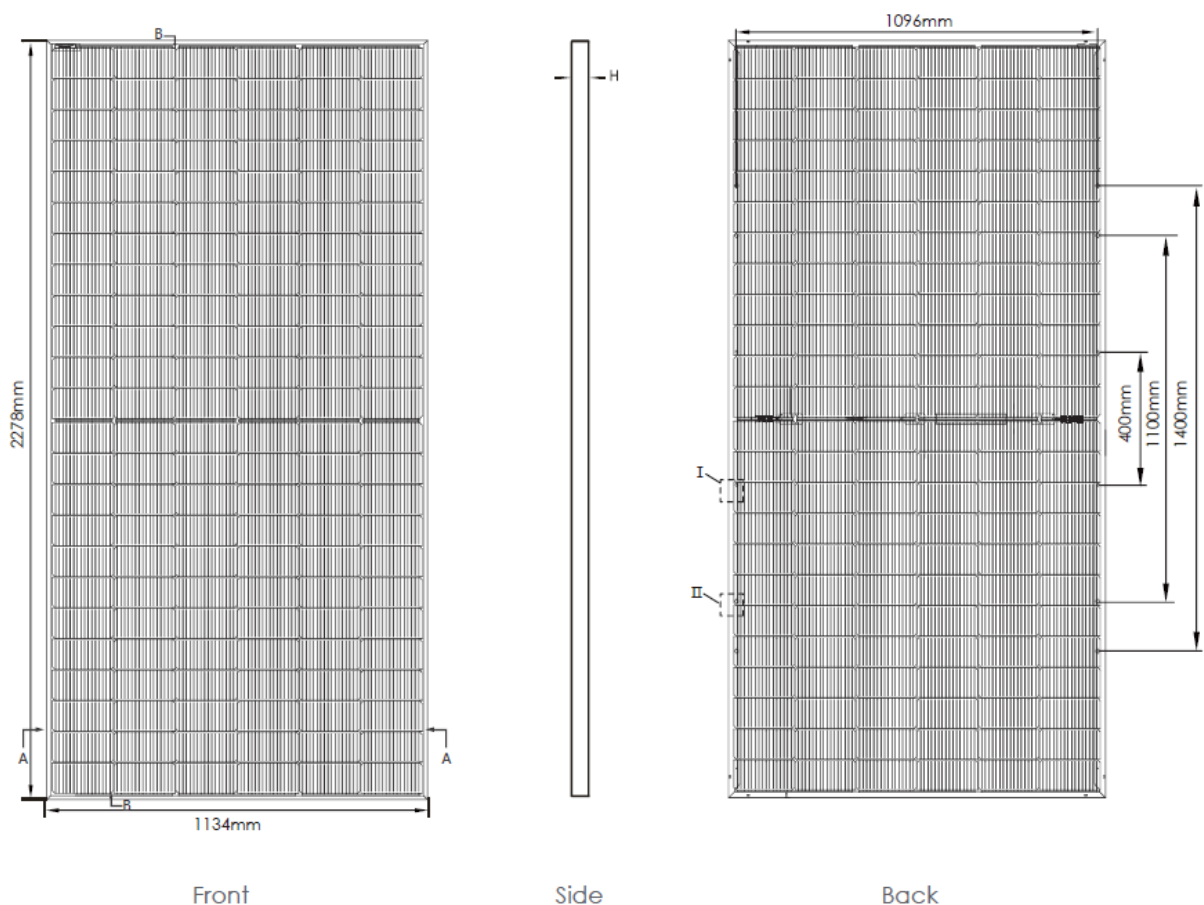 B
2278mm
A
A
B
1134mm
Front
H
Side
1096mm
400mm
1100mm
1400mm
I
II
Back